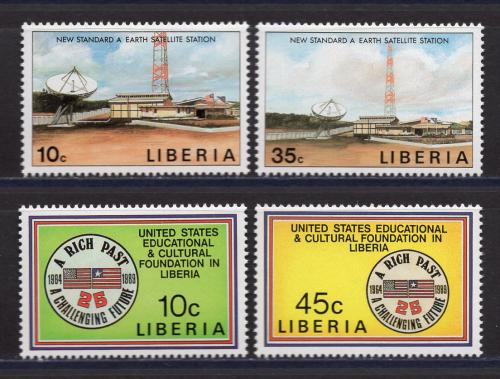 NEW STANDARD A EARTH SATELLITE STATION
10c LIBERIA
NEW STANDARD A EARTH SATELLITE STATION
35c LIBERIA
UNITED STATES
EDUCATIONAL
& CULTURAL
FOUNDATION IN
LIBERIA
A RICH PAST
1964 1989
25
A CHALLENGING FUTURE
10c
LIBERIA
UNITED STATES EDUCATIONAL
& CULTURAL FOUNDATION IN
LIBERIA
A RICH PAST
1964 1989
25
A CHALLENGING FUTURE
45c
LIBERIA